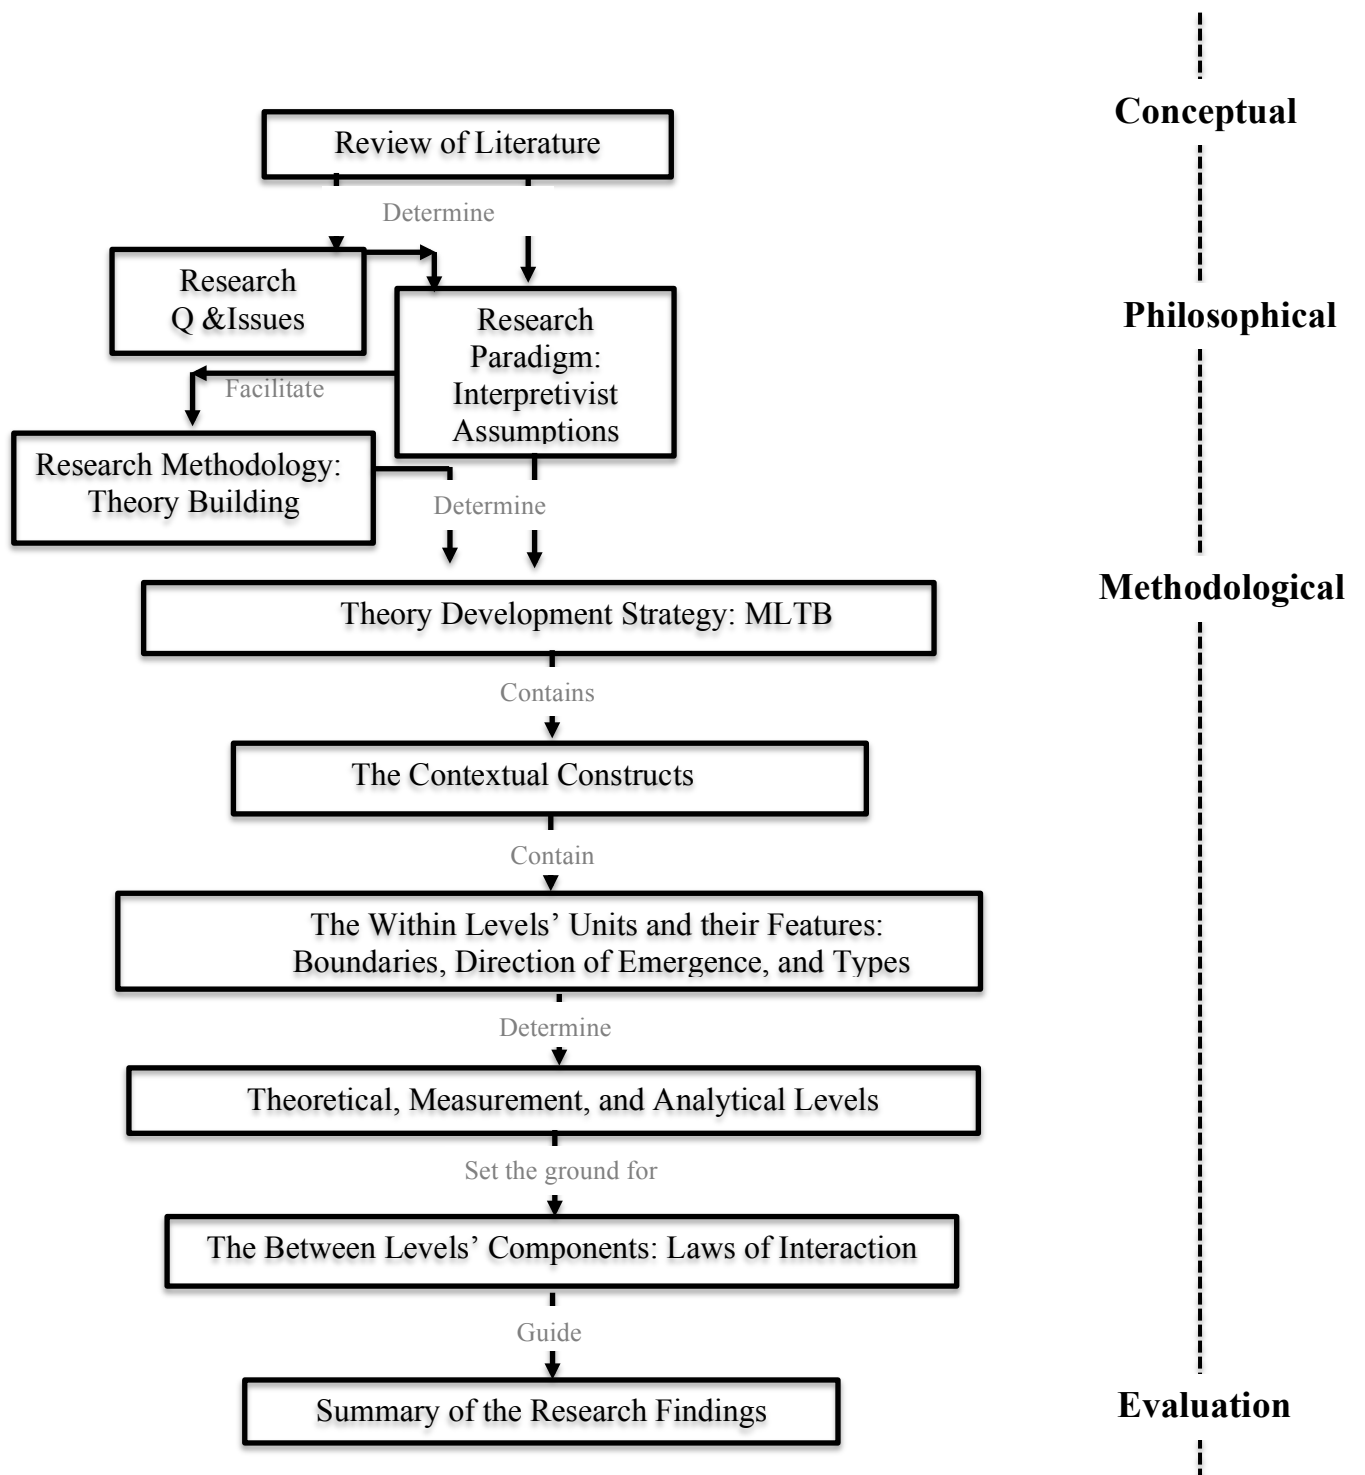 Conceptual
Review of Literature
Determine
Research
Q &Issues
Research
Paradigm:
Interpretivist
Assumptions
Philosophical
Facilitate
Research Methodology:
Theory Building
Determine
Theory Development Strategy: MLTB
Methodological
Contains
The Contextual Constructs
Contain
The Within Levels’ Units and their Features:
Boundaries, Direction of Emergence, and Types
Determine
Theoretical, Measurement, and Analytical Levels
Set the ground for
The Between Levels’ Components: Laws of Interaction
Guide
Summary of the Research Findings
Evaluation